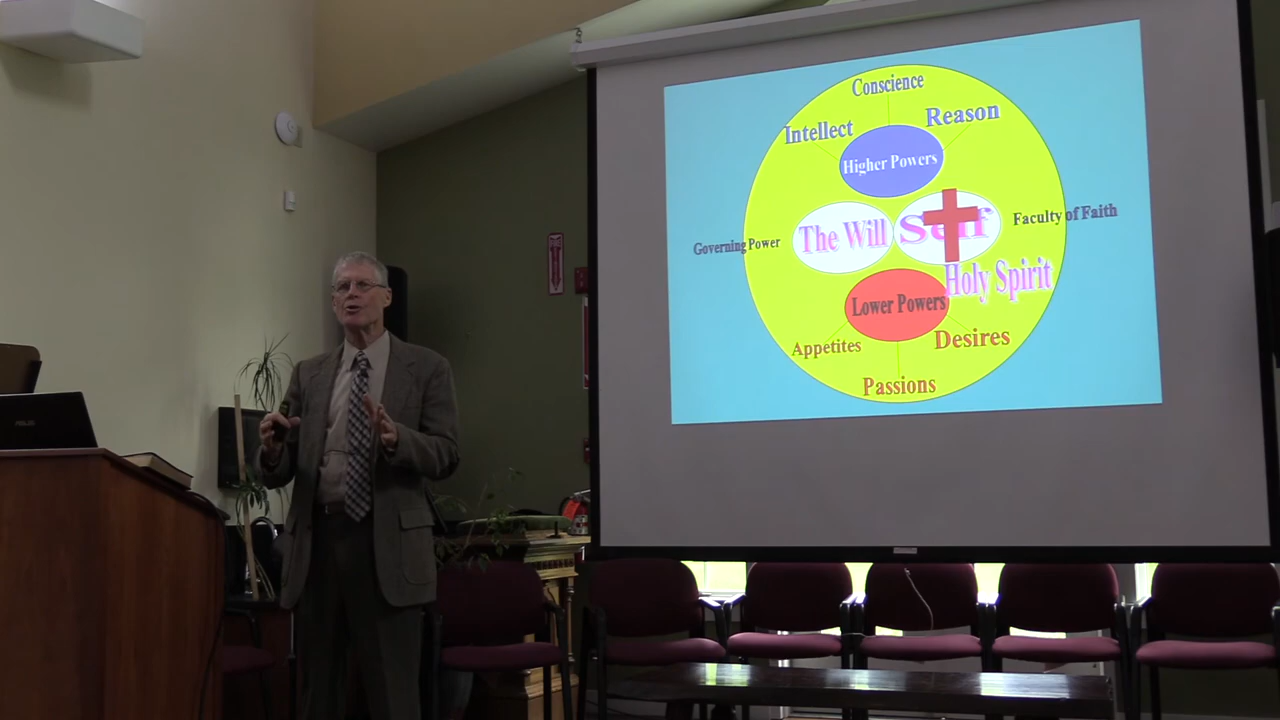 Conscience
Intellect
Reason
Higher Powers
The Will
Self
Faculty of Faith
Governing Power
Holy Spirit
Lower Powers
Appetites
Desires
Passions
ASUS